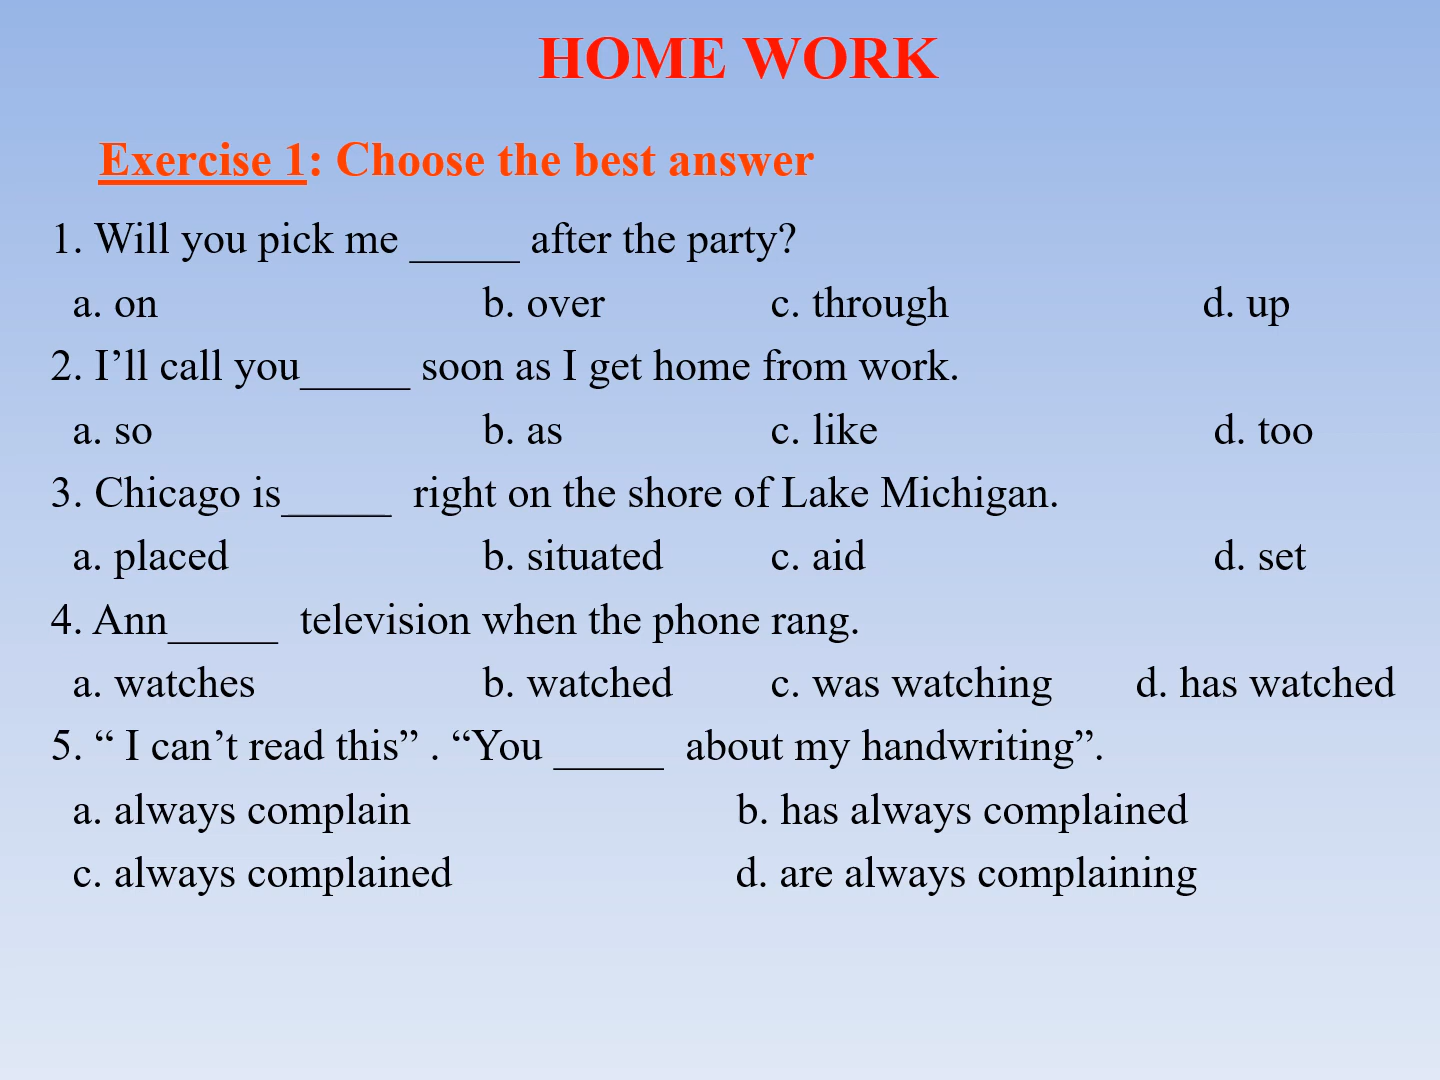 HOME WORK
Exercise 1: Choose the best answer
1. Will you pick me _____ after the party?
a. on b. over c. through d. up
2. I’ll call you_____ soon as I get home from work.
a. so b. as c. like d. too
3. Chicago is_____ right on the shore of Lake Michigan.
a. placed b. situated c. aid d. set
4. Ann_____ television when the phone rang.
a. watches b. watched c. was watching d. has watched
5. “ I can’t read this” . “You _____ about my handwriting”.
a. always complain b. has always complained
c. always complained d. are always complaining